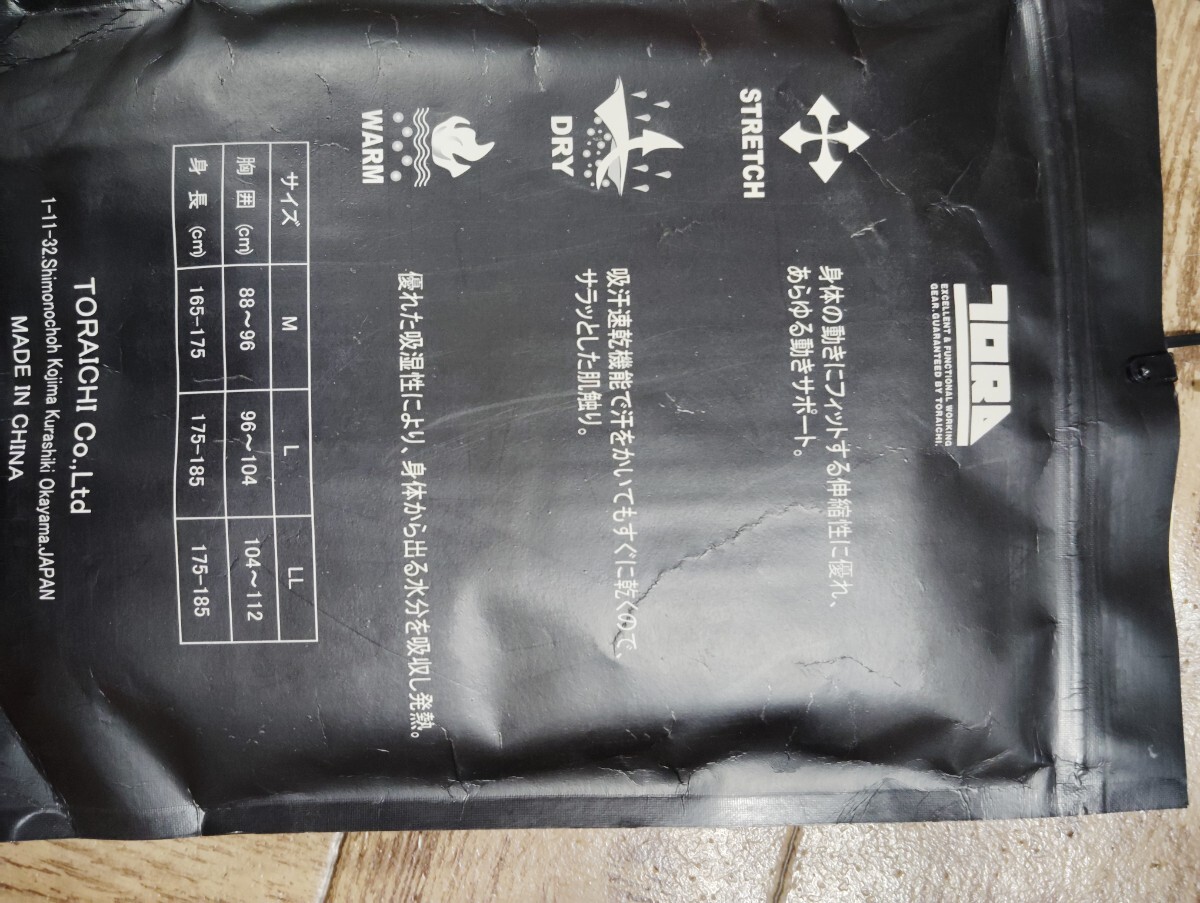 TORA
EXCELLENT & FUNCTIONAL WORKING
GEAR. GUARANTEED BY TORAICHI.
STRETCH
身体の動きにフィットする伸縮性に優れ、
あらゆる動きサポート。
DRY
吸汗速乾機能で汗をかいてもすぐに乾くので、
サラッとした肌触り。
WARM
優れた吸湿性により、身体から出る水分を吸収し発熱。
サイズ M L LL
胸囲 (cm) 88〜96 96〜104 104〜112
身長 (cm) 165-175 175-185 175-185
TORAICHI Co.,Ltd
1-11-32.Shimonochoh Kojima Kurashiki Okayama.JAPAN
MADE IN CHINA